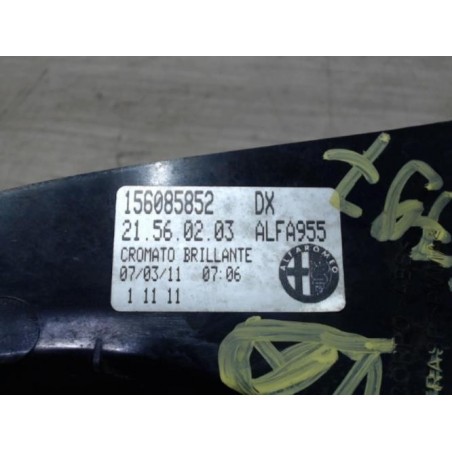 156085852 DX
21.56.02.03 ALFA955
CROMATO BRILLANTE
07/03/11 07:06
1 11 11
ALFA ROMEO